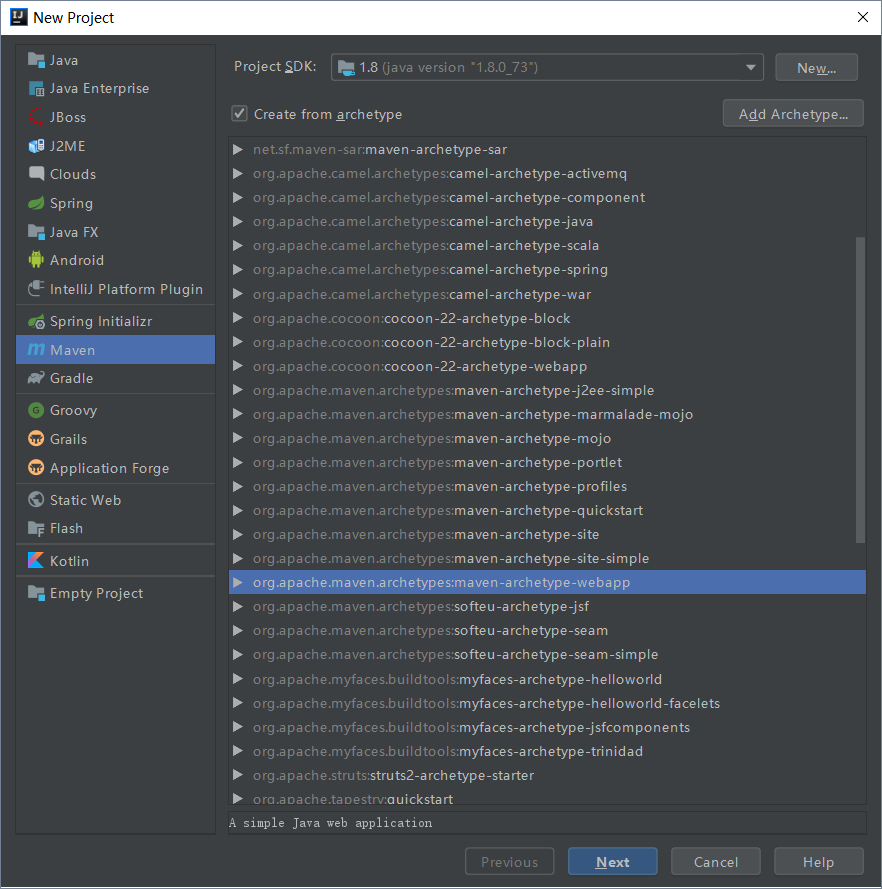 New Project
Java
Java Enterprise
JBoss
J2ME
Clouds
Spring
Java FX
Android
IntelliJ Platform Plugin
Spring Initializr
Maven
Gradle
Groovy
Grails
Application Forge
Static Web
Flash
Kotlin
Empty Project
Project SDK: 1.8 (java version "1.8.0_73") New...
Create from archetype Add Archetype...
net.sf.maven-sar:maven-archetype-sar
org.apache.camel.archetypes:camel-archetype-activemq
org.apache.camel.archetypes:camel-archetype-component
org.apache.camel.archetypes:camel-archetype-java
org.apache.camel.archetypes:camel-archetype-scala
org.apache.camel.archetypes:camel-archetype-spring
org.apache.camel.archetypes:camel-archetype-war
org.apache.cocoon:cocoon-22-archetype-block
org.apache.cocoon:cocoon-22-archetype-block-plain
org.apache.cocoon:cocoon-22-archetype-webapp
org.apache.maven.archetypes:maven-archetype-j2ee-simple
org.apache.maven.archetypes:maven-archetype-marmalade-mojo
org.apache.maven.archetypes:maven-archetype-mojo
org.apache.maven.archetypes:maven-archetype-portlet
org.apache.maven.archetypes:maven-archetype-profiles
org.apache.maven.archetypes:maven-archetype-quickstart
org.apache.maven.archetypes:maven-archetype-site
org.apache.maven.archetypes:maven-archetype-site-simple
org.apache.maven.archetypes:maven-archetype-webapp
org.apache.maven.archetypes:softeu-archetype-jsf
org.apache.maven.archetypes:softeu-archetype-seam
org.apache.maven.archetypes:softeu-archetype-seam-simple
org.apache.myfaces.buildtools:myfaces-archetype-helloworld
org.apache.myfaces.buildtools:myfaces-archetype-helloworld-facelets
org.apache.myfaces.buildtools:myfaces-archetype-jsfcomponents
org.apache.myfaces.buildtools:myfaces-archetype-trinidad
org.apache.struts:struts2-archetype-starter
org.apache.tapestry:quickstart
A simple Java web application
Previous Next Cancel Help